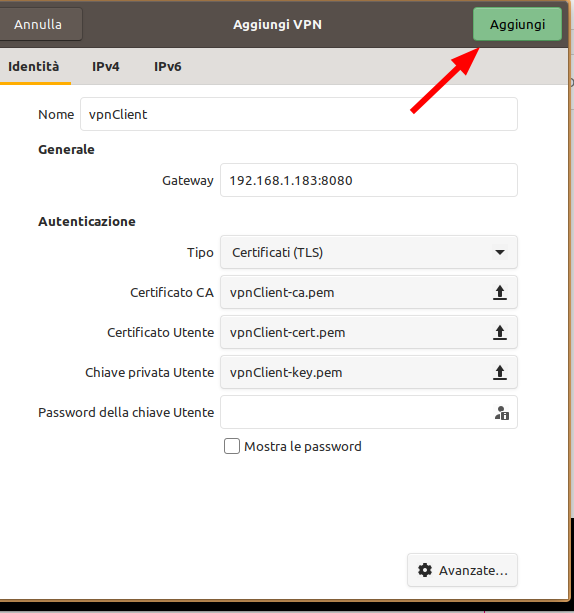 Annulla Aggiungi VPN Aggiungi
Identità IPv4 IPv6
Nome vpnClient
Generale
Gateway 192.168.1.183:8080
Autenticazione
Tipo Certificati (TLS)
Certificato CA vpnClient-ca.pem
Certificato Utente vpnClient-cert.pem
Chiave privata Utente vpnClient-key.pem
Password della chiave Utente
Mostra le password
Avanzate...